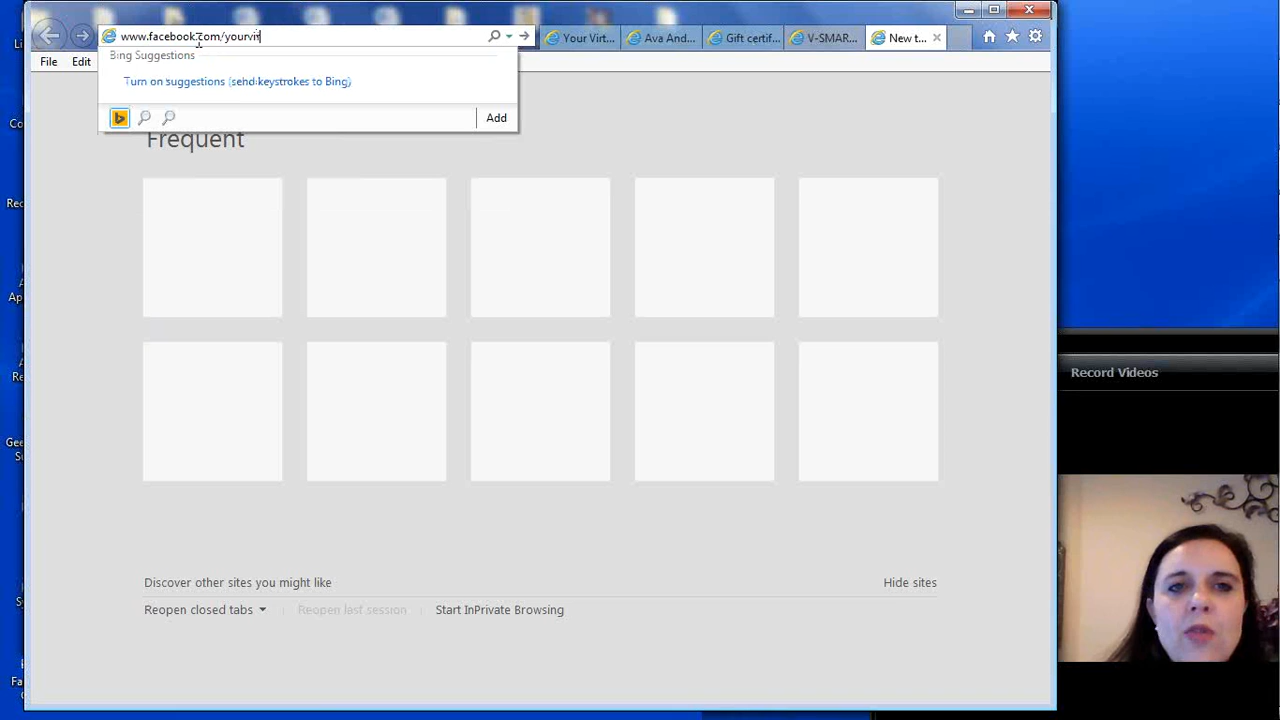 www.facebook.com/yourvir
Your Virt...
Ava And...
Gift certif...
V-SMAR...
New t...
Bing Suggestions
File Edit
Turn on suggestions (send keystrokes to Bing)
Add
Frequent
Record Videos
Discover other sites you might like
Hide sites
Reopen closed tabs
Reopen last session
Start InPrivate Browsing